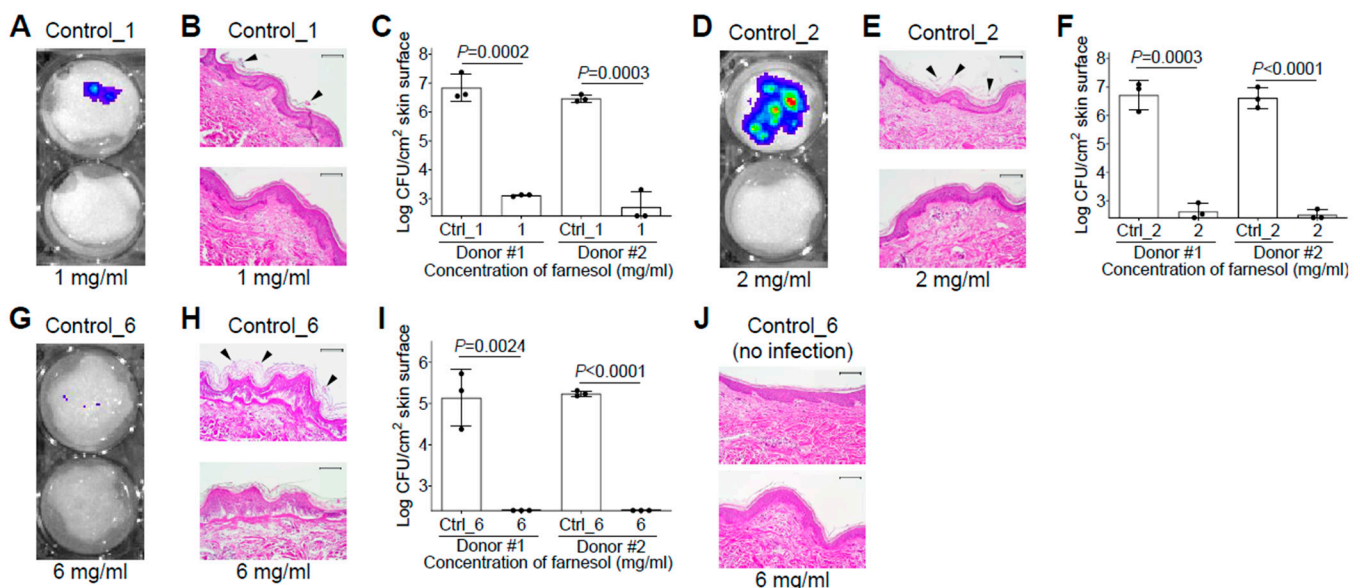 A Control_1
1 mg/ml
B Control_1
1 mg/ml
C
Log CFU/cm² skin surface
8
7
6
5
4
3
P=0.0002
P=0.0003
Ctrl_1 1 Ctrl_1 1
Donor #1 Donor #2
Concentration of farnesol (mg/ml)
D Control_2
2 mg/ml
E Control_2
2 mg/ml
F
Log CFU/cm² skin surface
8
7
6
5
4
3
P=0.0003
P<0.0001
Ctrl_2 2 Ctrl_2 2
Donor #1 Donor #2
Concentration of farnesol (mg/ml)
G Control_6
6 mg/ml
H Control_6
6 mg/ml
I
Log CFU/cm² skin surface
6
5
4
3
P=0.0024
P<0.0001
Ctrl_6 6 Ctrl_6 6
Donor #1 Donor #2
Concentration of farnesol (mg/ml)
J Control_6
(no infection)
6 mg/ml